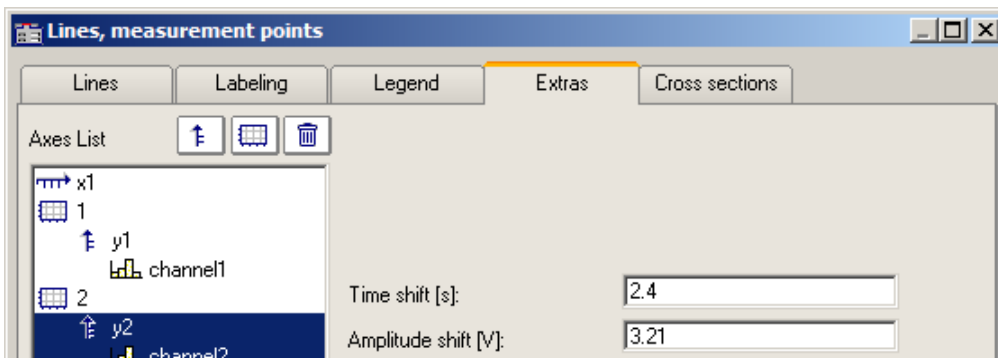 Lines, measurement points
Lines Labeling Legend Extras Cross sections
Axes List
x1
1
y1
channel1
2
Time shift [s]: 2.4
y2
Amplitude shift [V]: 3.21
channel2